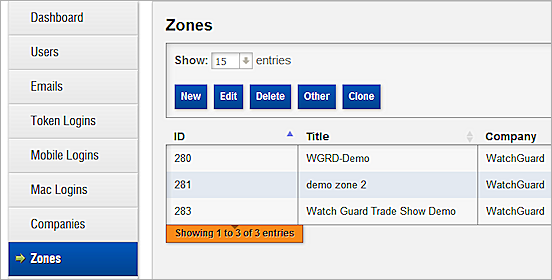 Dashboard
Users
Emails
Token Logins
Mobile Logins
Mac Logins
Companies
Zones
Zones
Show: 15 entries
New Edit Delete Other Clone
ID Title Company
280 WGRD-Demo WatchGuard
281 demo zone 2 WatchGuard
283 Watch Guard Trade Show Demo WatchGuard
Showing 1 to 3 of 3 entries